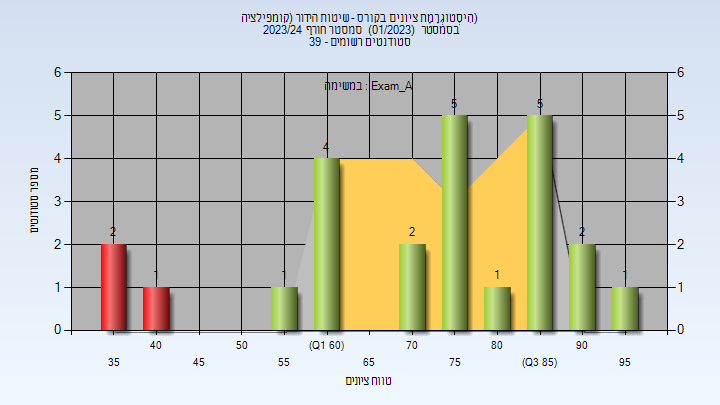 (הִיסְטוֹגְרָמַת ציונים בקורס - שיטות חידור (קומפילציה
בסמסטר (01/2023) סמסטר חורף 2023/24
סטודנטים רשומים - 39
במשימה : Exam_A
מספר סטודנטים
6 6
5 5
4 4
3 3
2 2
1 1
0 0
2 1 1 4 2 5 1 5 2 1
40 50 (Q1 60) 70 80 90
35 45 55 65 75 (Q3 85) 95
טווח ציונים